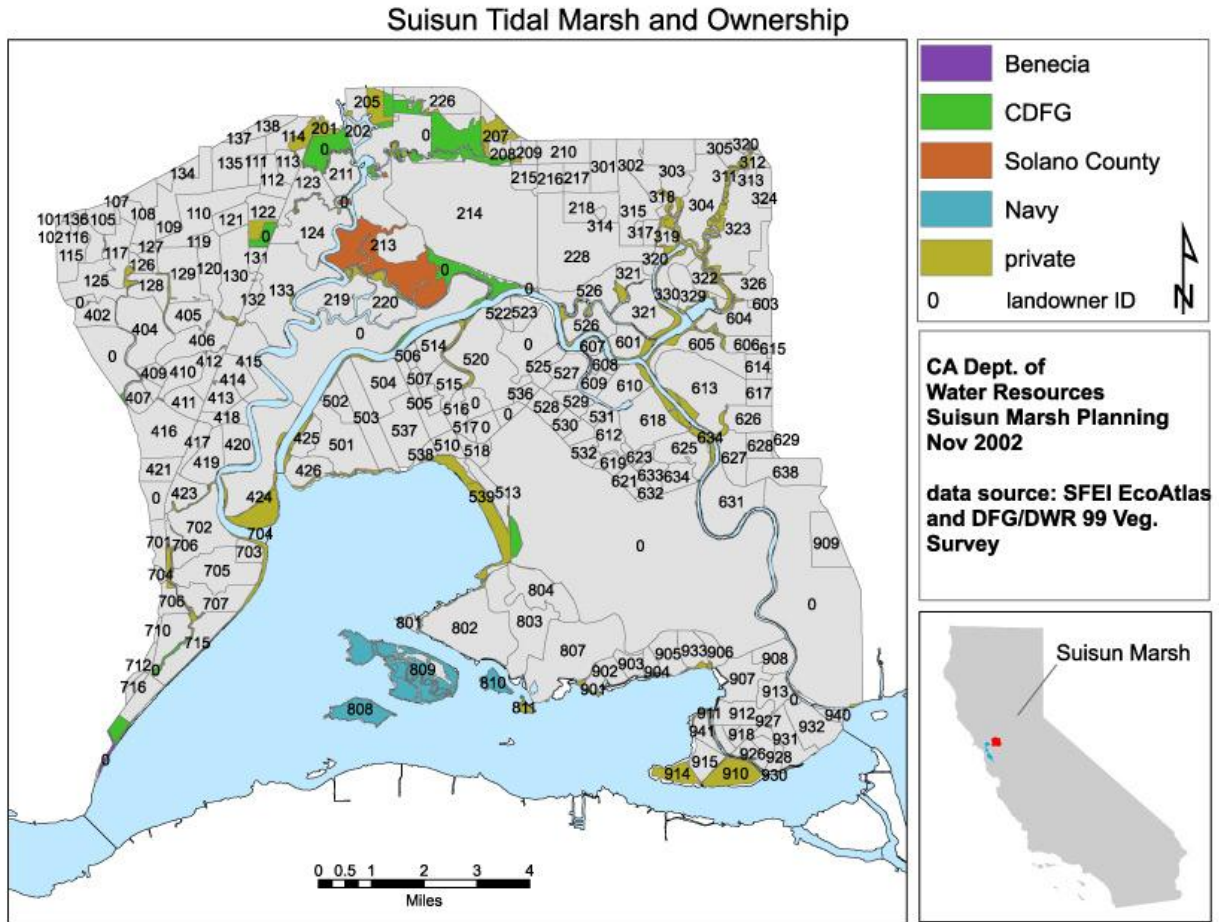 Suisun Tidal Marsh and Ownership
Benecia
CDFG
Solano County
Navy
private
0 landowner ID
N
CA Dept. of
Water Resources
Suisun Marsh Planning
Nov 2002
data source: SFEI EcoAtlas
and DFG/DWR 99 Veg.
Survey
Suisun Marsh
205 226
138 114 201 202 0 207
137 0
135 111 113 211 208 209 210 305 320
134 112 123 215 216 217 301 302 303 311 312 313
107 0 318 304 324
101 136 105 108 110 121 122 214 218 315
102 116 109 124 213 314 317 319 323
115 117 127 119 0 131 228 320
126 129 120 130 0 321 322 326
125 128 132 133 219 220 0 526 330 329 603
0 402 405 0 522 523 526 321 604
404 406 514 0 607 601 605 606 615
0 412 415 506 520 525 527 608 614
409 410 414 504 507 515 609 610 613 617
407 411 413 502 505 516 0 536 528 529
416 418 503 517 0 0 530 531 618 626
417 420 425 501 537 510 518 612 634 628 629
421 419 426 538 532 623 625 627 638
0 423 424 539 513 619 621 633 634 632 631
702 704 0 909
701 706 703
704 705 804 0
706 707 801 802 803
710 715 807 905 933 906 908
712 0 809 810 902 903 904 907
716 808 811 901 913 0
911 912 927 932 940
941 918 931
0 915 926 928
914 910 930
0 0.5 1 2 3 4
Miles